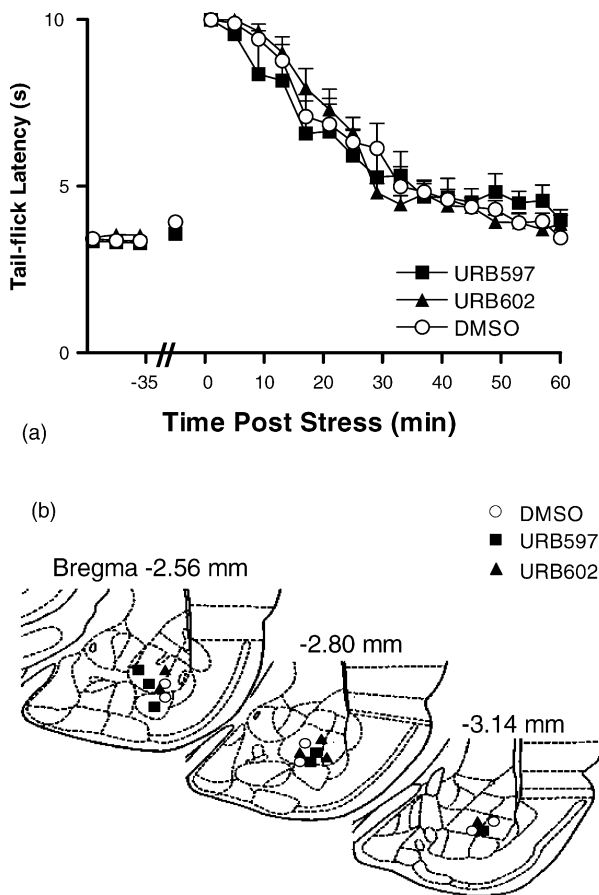 10
5
0
Tail-flick Latency (s)
URB597
URB602
DMSO
-35 0 10 20 30 40 50 60
Time Post Stress (min)
(a)
(b)
DMSO
URB597
URB602
Bregma -2.56 mm
-2.80 mm
-3.14 mm